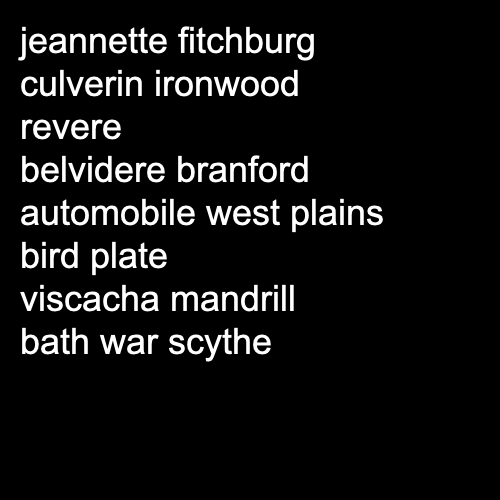 jeannette fitchburg
culverin ironwood
revere
belvidere branford
automobile west plains
bird plate
viscacha mandrill
bath war scythe